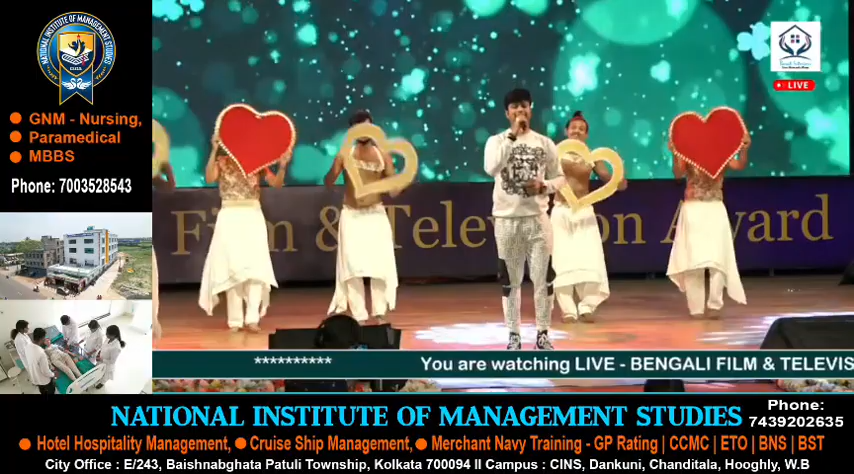 NATIONAL INSTITUTE OF MANAGEMENT STUDIES
GNM - Nursing,
Paramedical
MBBS
Phone: 7003528543
LIVE
Film & Television Award
********** You are watching LIVE - BENGALI FILM & TELEVIS
NATIONAL INSTITUTE OF MANAGEMENT STUDIES
Phone:
7439202635
Hotel Hospitality Management, Cruise Ship Management, Merchant Navy Training - GP Rating | CCMC | ETO | BNS | BST
City Office : E/243, Baishnabghata Patuli Township, Kolkata 700094 II Campus : CINS, Dankuni, Chanditala, Hooghly, W.B